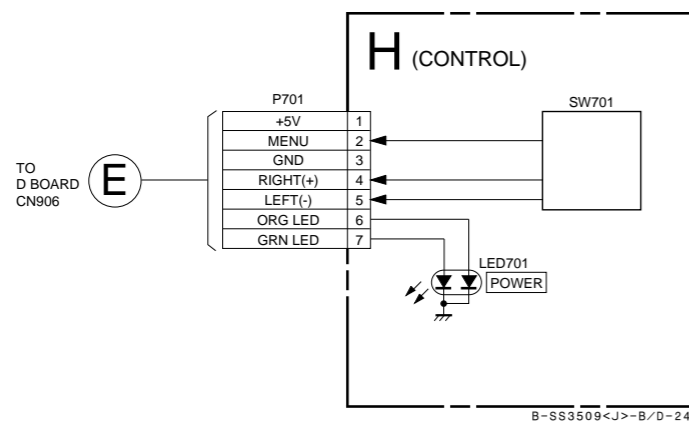 H (CONTROL)
P701
SW701
+5V 1
MENU 2
GND 3
RIGHT(+) 4
LEFT(-) 5
ORG LED 6
GRN LED 7
TO
D BOARD
CN906
E
LED701
POWER
B-SS3509<J>-B/D-24